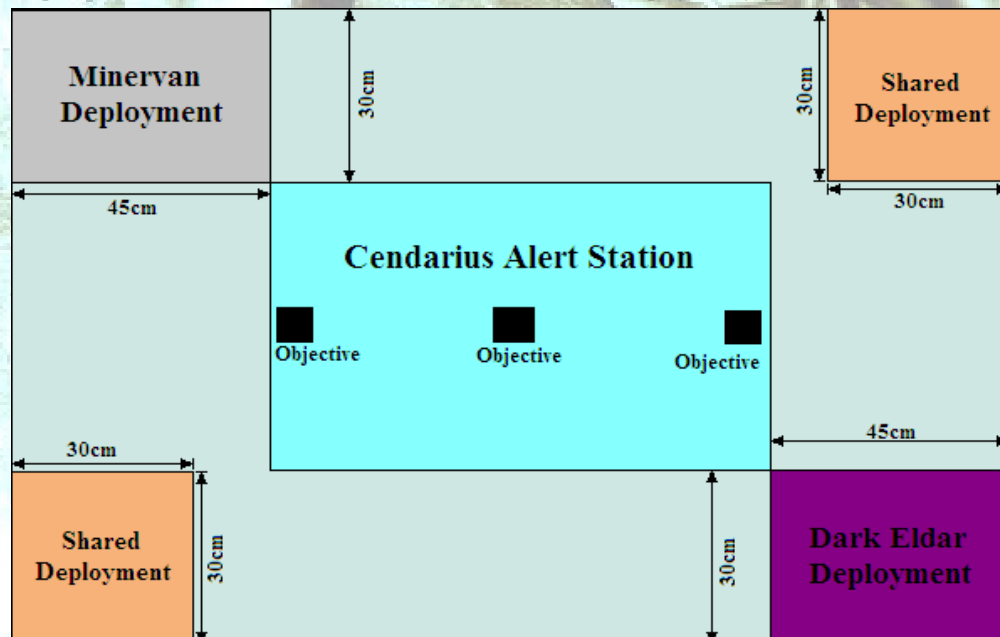 Minervan
Deployment
30cm
30cm
Shared
Deployment
45cm
30cm
Cendarius Alert Station
Objective
Objective
Objective
30cm
45cm
Shared
Deployment
30cm
30cm
Dark Eldar
Deployment